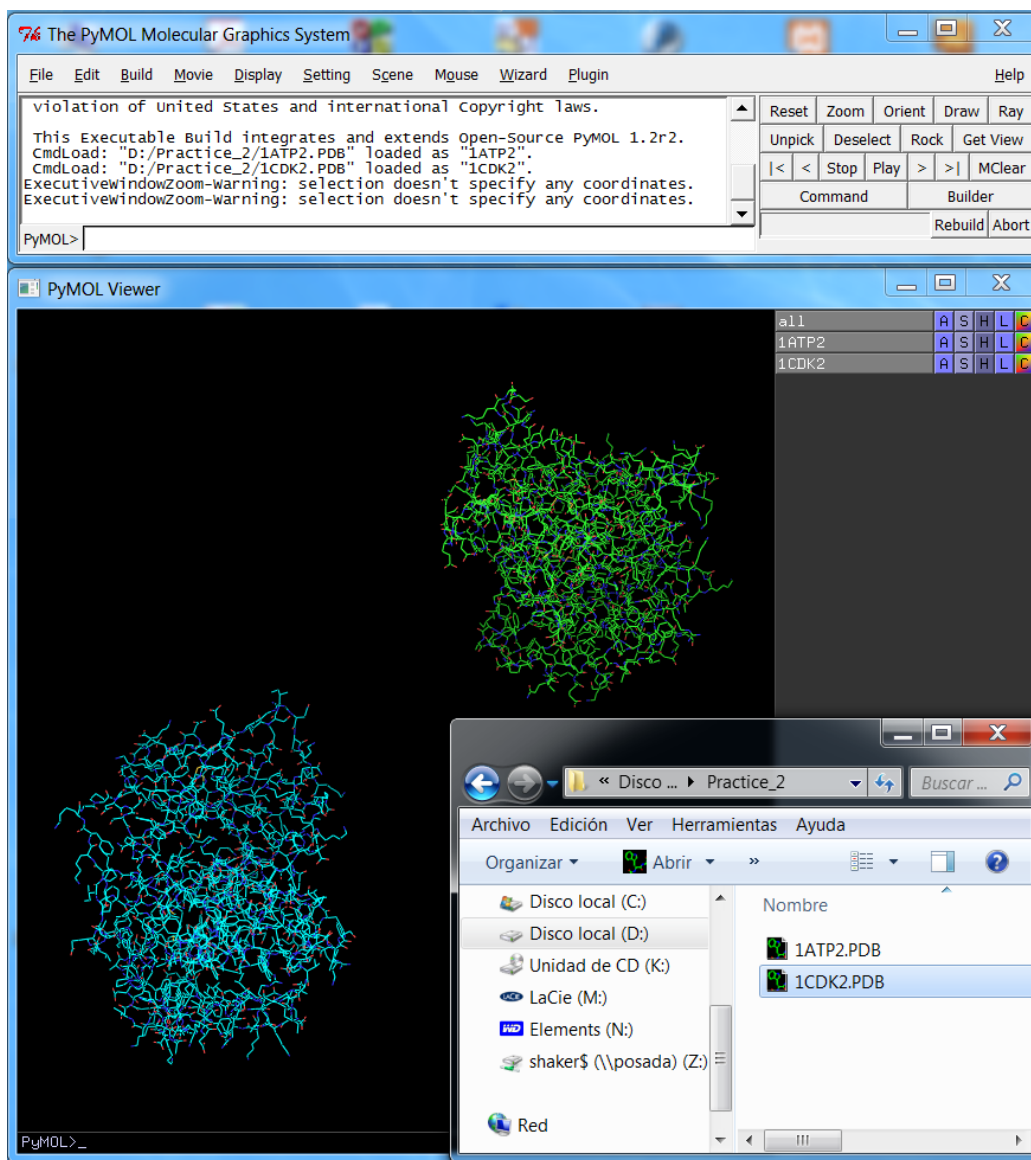 The PyMOL Molecular Graphics System
File Edit Build Movie Display Setting Scene Mouse Wizard Plugin Help
violation of United States and international Copyright laws.
This Executable Build integrates and extends Open-Source PyMOL 1.2r2.
CmdLoad: "D:/Practice_2/1ATP2.PDB" loaded as "1ATP2".
CmdLoad: "D:/Practice_2/1CDK2.PDB" loaded as "1CDK2".
ExecutiveWindowZoom-Warning: selection doesn't specify any coordinates.
ExecutiveWindowZoom-Warning: selection doesn't specify any coordinates.
PyMOL>
Reset Zoom Orient Draw Ray
Unpick Deselect Rock Get View
|< < Stop Play > >| MClear
Command Builder
Rebuild Abort
PyMOL Viewer
all A S H L C
1ATP2 A S H L C
1CDK2 A S H L C
« Disco ... Practice_2 Buscar ...
Archivo Edición Ver Herramientas Ayuda
Organizar Abrir »
Disco local (C:)
Disco local (D:)
Unidad de CD (K:)
LaCie (M:)
Elements (N:)
shaker$ (\\posada) (Z:)
Red
Nombre
1ATP2.PDB
1CDK2.PDB
PyMOL>_